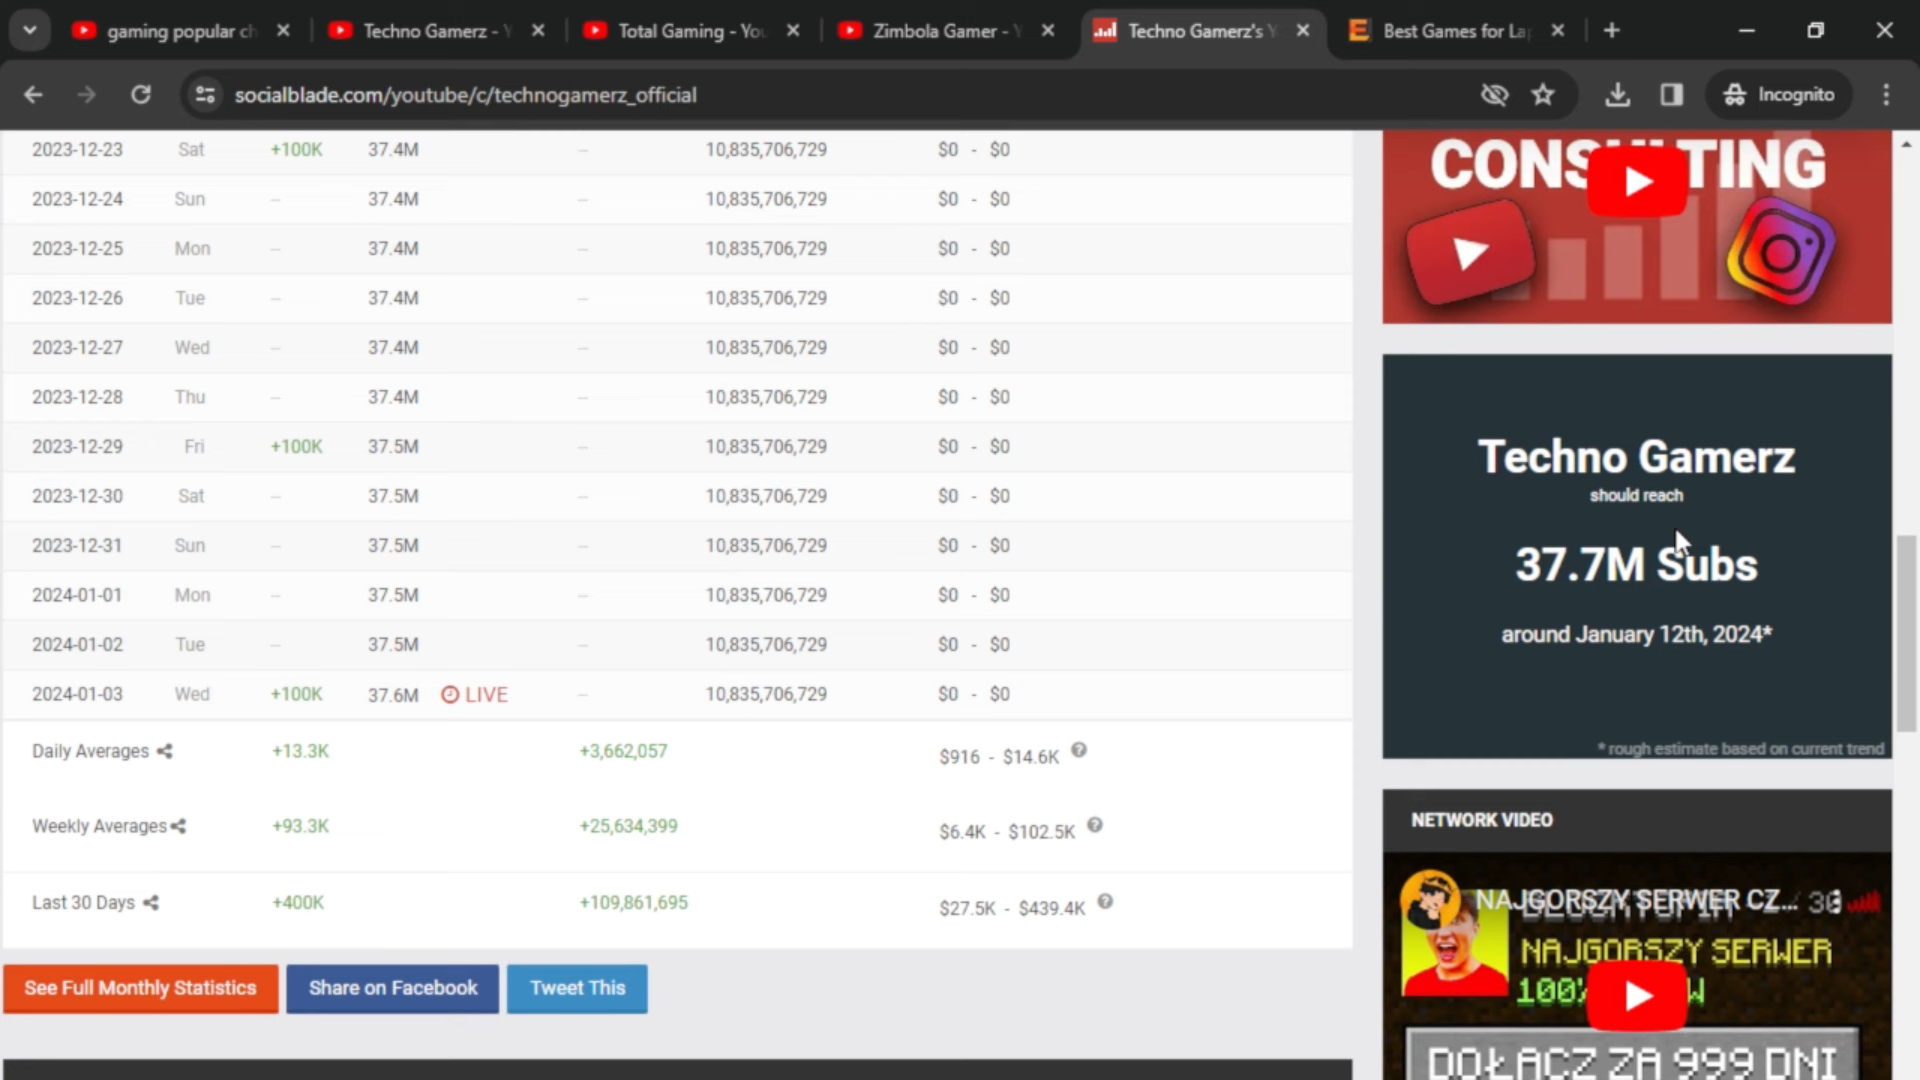 gaming popular ch
Techno Gamerz - Y
Total Gaming - You
Zimbola Gamer - Y
Techno Gamerz's Y
Best Games for Lap
socialblade.com/youtube/c/technogamerz_official
Incognito
2023-12-23 Sat +100K 37.4M -- 10,835,706,729 $0 - $0
2023-12-24 Sun -- 37.4M -- 10,835,706,729 $0 - $0
2023-12-25 Mon -- 37.4M -- 10,835,706,729 $0 - $0
2023-12-26 Tue -- 37.4M -- 10,835,706,729 $0 - $0
2023-12-27 Wed -- 37.4M -- 10,835,706,729 $0 - $0
2023-12-28 Thu -- 37.4M -- 10,835,706,729 $0 - $0
2023-12-29 Fri +100K 37.5M -- 10,835,706,729 $0 - $0
2023-12-30 Sat -- 37.5M -- 10,835,706,729 $0 - $0
2023-12-31 Sun -- 37.5M -- 10,835,706,729 $0 - $0
2024-01-01 Mon -- 37.5M -- 10,835,706,729 $0 - $0
2024-01-02 Tue -- 37.5M -- 10,835,706,729 $0 - $0
2024-01-03 Wed +100K 37.6M LIVE -- 10,835,706,729 $0 - $0
Daily Averages +13.3K +3,662,057 $916 - $14.6K
Weekly Averages +93.3K +25,634,399 $6.4K - $102.5K
Last 30 Days +400K +109,861,695 $27.5K - $439.4K
See Full Monthly Statistics
Share on Facebook
Tweet This
CONSULTING
Techno Gamerz
should reach
37.7M Subs
around January 12th, 2024*
* rough estimate based on current trend
NETWORK VIDEO
NAJGORSZY SERWER CZ...
NAJGORSZY SERWER
DOŁĄCZ ZA 999 DNI